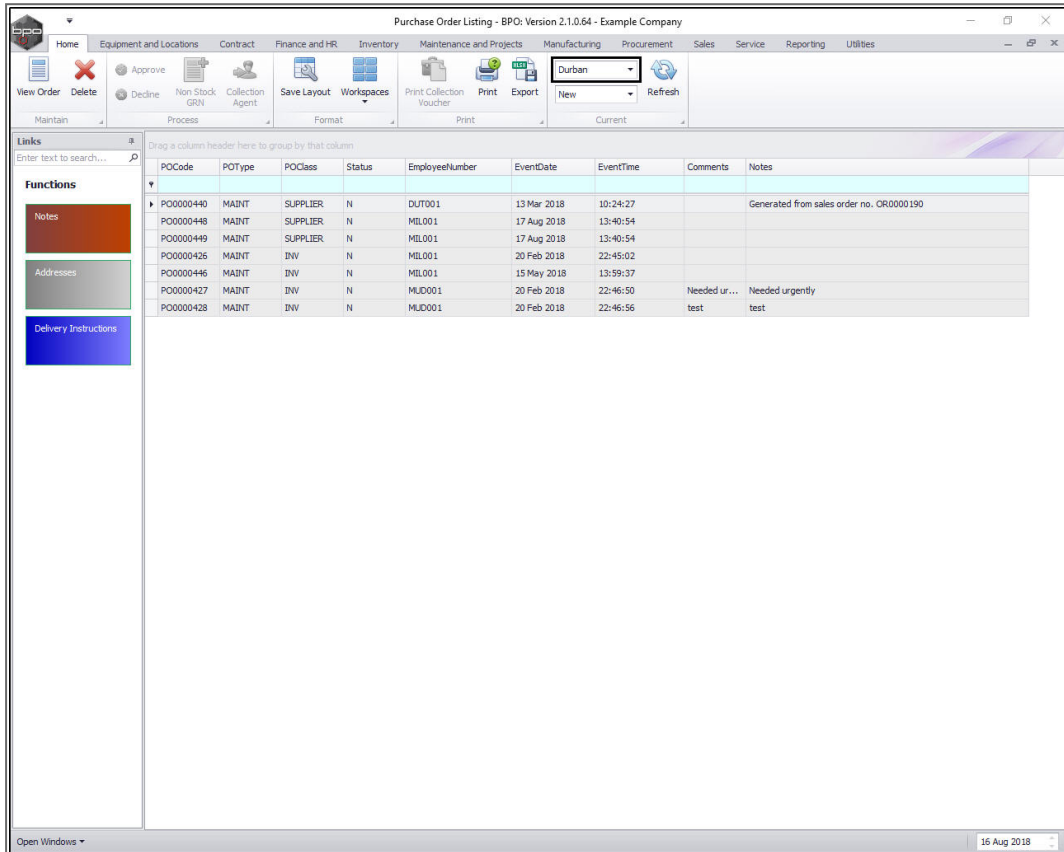 Purchase Order Listing - BPO: Version 2.1.0.64 - Example Company
bpo
Home Equipment and Locations Contract Finance and HR Inventory Maintenance and Projects Manufacturing Procurement Sales Service Reporting Utilities
View Order Delete Approve Decline Non Stock GRN Collection Agent Save Layout Workspaces Print Collection Voucher Print Export Durban New Refresh
Maintain Process Format Print Current
Links
Enter text to search...
Functions
Notes
Addresses
Delivery Instructions
Drag a column header here to group by that column
POCode POType POClass Status EmployeeNumber EventDate EventTime Comments Notes
PO0000440 MAINT SUPPLIER N DUT001 13 Mar 2018 10:24:27 Generated from sales order no. OR0000190
PO0000448 MAINT SUPPLIER N MIL001 17 Aug 2018 13:40:54
PO0000449 MAINT SUPPLIER N MIL001 17 Aug 2018 13:40:54
PO0000426 MAINT INV N MIL001 20 Feb 2018 22:45:02
PO0000446 MAINT INV N MIL001 15 May 2018 13:59:37
PO0000427 MAINT INV N MUD001 20 Feb 2018 22:46:50 Needed ur... Needed urgently
PO0000428 MAINT INV N MUD001 20 Feb 2018 22:46:56 test test
Open Windows 16 Aug 2018